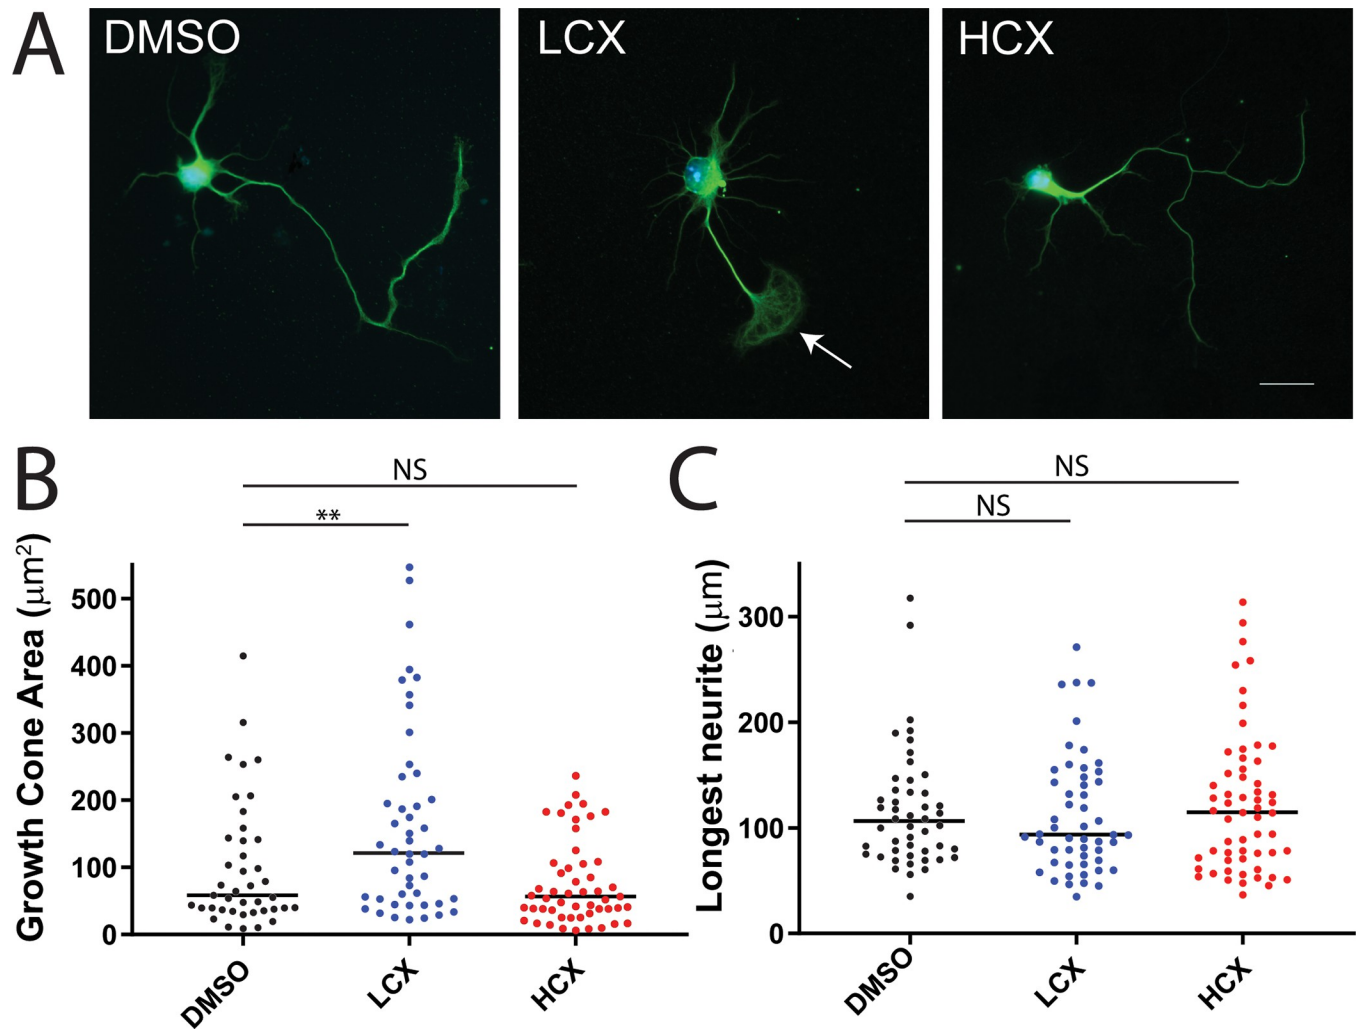 A
DMSO
LCX
HCX
B
NS
**
Growth Cone Area (μm²)
500
400
300
200
100
0
DMSO
LCX
HCX
C
NS
NS
Longest neurite (μm)
300
200
100
0
DMSO
LCX
HCX